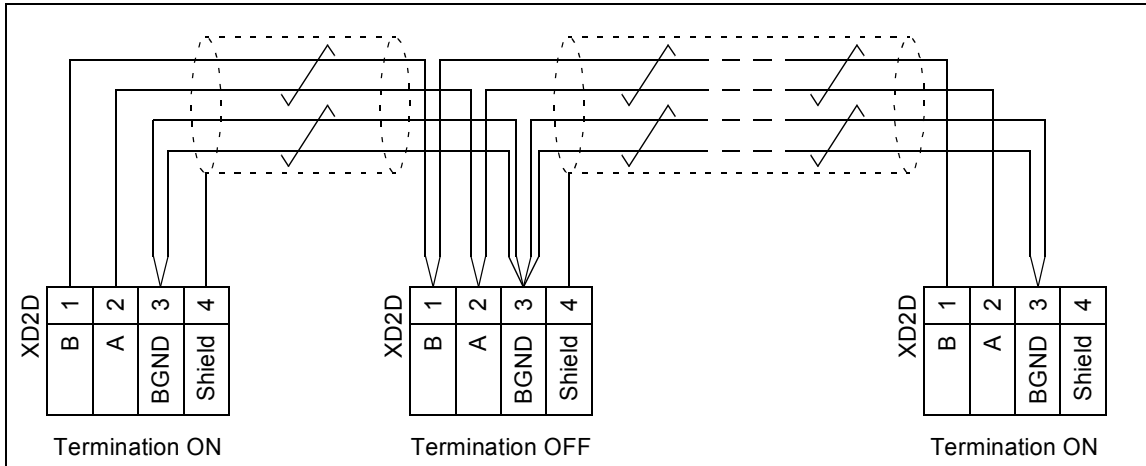 XD2D
1 2 3 4
B A BGND Shield
Termination ON
XD2D
1 2 3 4
B A BGND Shield
Termination OFF
XD2D
1 2 3 4
B A BGND Shield
Termination ON